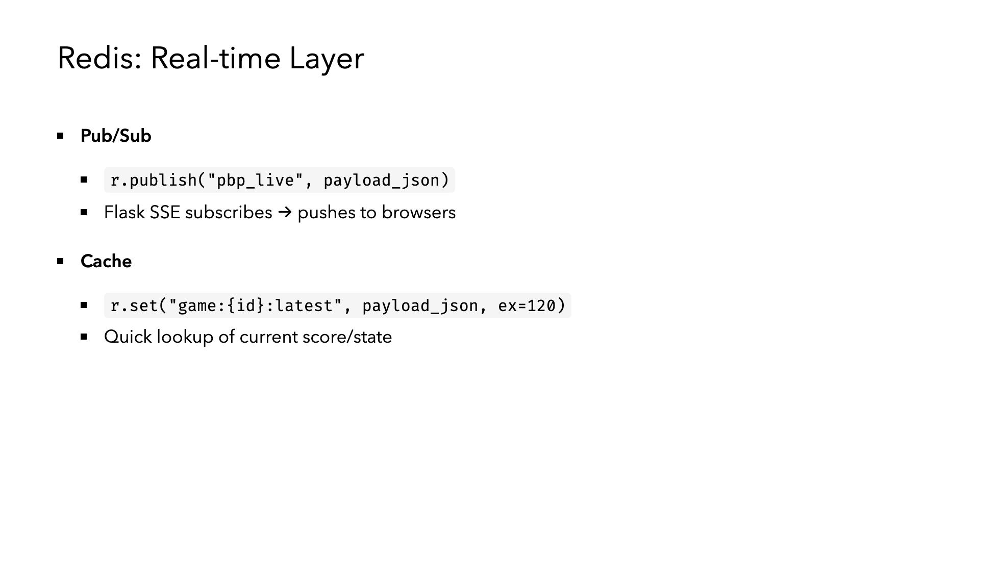 Redis: Real-time Layer
Pub/Sub
r.publish("pbp_live", payload_json)
Flask SSE subscribes → pushes to browsers
Cache
r.set("game:{id}:latest", payload_json, ex=120)
Quick lookup of current score/state